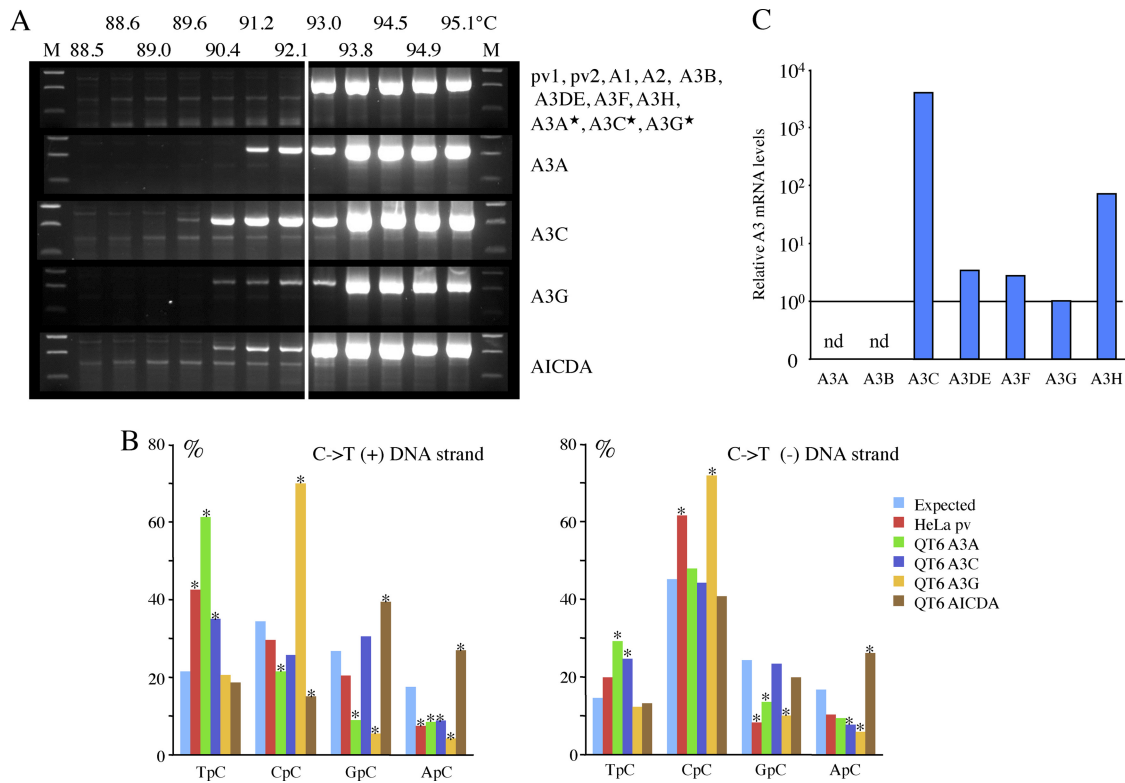 A
88.6 89.6 91.2 93.0 94.5 95.1°C
M 88.5 89.0 90.4 92.1 93.8 94.9 M
pv1, pv2, A1, A2, A3B,
A3DE, A3F, A3H,
A3A★, A3C★, A3G★
A3A
A3C
A3G
AICDA
C
Relative A3 mRNA levels
10⁴
10³
10²
10¹
10⁰
0
nd nd
A3A A3B A3C A3DE A3F A3G A3H
B
%
C->T (+) DNA strand
80
60
40
20
0
* * * * * * * * * * * * *
TpC CpC GpC ApC
%
C->T (-) DNA strand
80
60
40
20
0
* * * * * * * * * *
TpC CpC GpC ApC
Expected
HeLa pv
QT6 A3A
QT6 A3C
QT6 A3G
QT6 AICDA